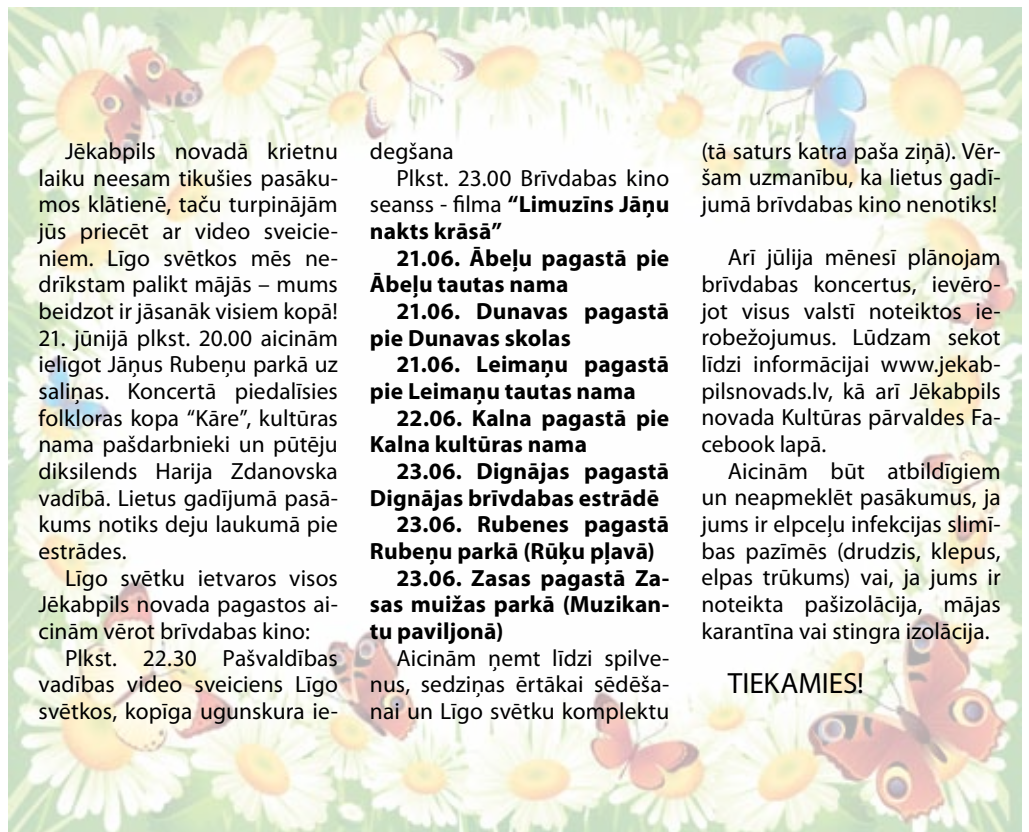 Jēkabpils novadā krietnu
laiku neesam tikušies pasāku-
mos klātienē, taču turpinājām
jūs priecēt ar video sveicie-
niem. Līgo svētkos mēs ne-
drīkstam palikt mājās – mums
beidzot ir jāsanāk visiem kopā!
21. jūnijā plkst. 20.00 aicinām
ielīgot Jāņus Rubeņu parkā uz
saliņas. Koncertā piedalīsies
folkloras kopa “Kāre”, kultūras
nama pašdarbnieki un pūtēju
diksilends Harija Zdanovska
vadībā. Lietus gadījumā pasā-
kums notiks deju laukumā pie
estrādes.
Līgo svētku ietvaros visos
Jēkabpils novada pagastos ai-
cinām vērot brīvdabas kino:
Plkst. 22.30 Pašvaldības
vadības video sveiciens Līgo
svētkos, kopīga ugunskura ie-
degšana
Plkst. 23.00 Brīvdabas kino
seanss - filma “Limuzīns Jāņu
nakts krāsā”
21.06. Ābeļu pagastā pie
Ābeļu tautas nama
21.06. Dunavas pagastā
pie Dunavas skolas
21.06. Leimaņu pagastā
pie Leimaņu tautas nama
22.06. Kalna pagastā pie
Kalna kultūras nama
23.06. Dignājas pagastā
Dignājas brīvdabas estrādē
23.06. Rubenes pagastā
Rubeņu parkā (Rūķu pļavā)
23.06. Zasas pagastā Za-
sas muižas parkā (Muzikan-
tu paviljonā)
Aicinām ņemt līdzi spilve-
nus, sedziņas ērtākai sēdēša-
nai un Līgo svētku komplektu
(tā saturs katra paša ziņā). Vēr-
šam uzmanību, ka lietus gadī-
jumā brīvdabas kino nenotiks!
Arī jūlija mēnesī plānojam
brīvdabas koncertus, ievēro-
jot visus valstī noteiktos ie-
robežojumus. Lūdzam sekot
līdzi informācijai www.jekab-
pilsnovads.lv, kā arī Jēkabpils
novada Kultūras pārvaldes Fa-
cebook lapā.
Aicinām būt atbildīgiem
un neapmeklēt pasākumus, ja
jums ir elpceļu infekcijas slimī-
bas pazīmēs (drudzis, klepus,
elpas trūkums) vai, ja jums ir
noteikta pašizolācija, mājas
karantīna vai stingra izolācija.
TIEKAMIES!